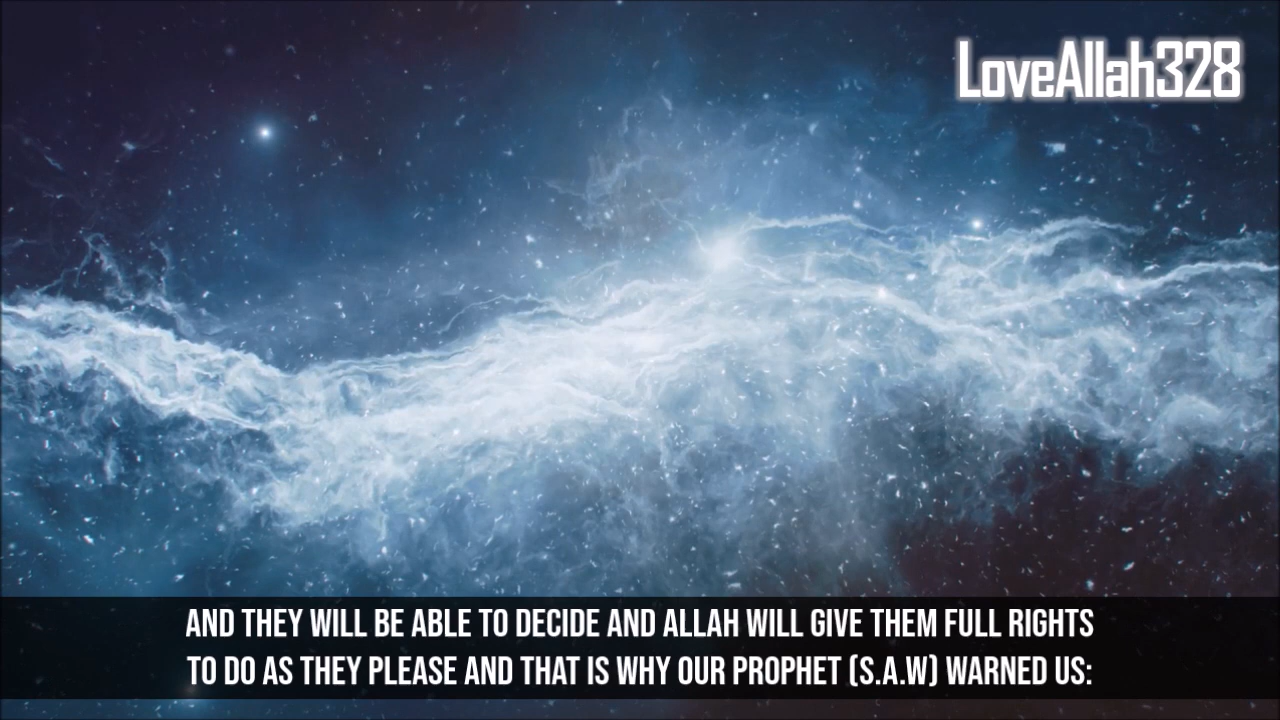 LoveAllah328
AND THEY WILL BE ABLE TO DECIDE AND ALLAH WILL GIVE THEM FULL RIGHTS
TO DO AS THEY PLEASE AND THAT IS WHY OUR PROPHET (S.A.W) WARNED US: